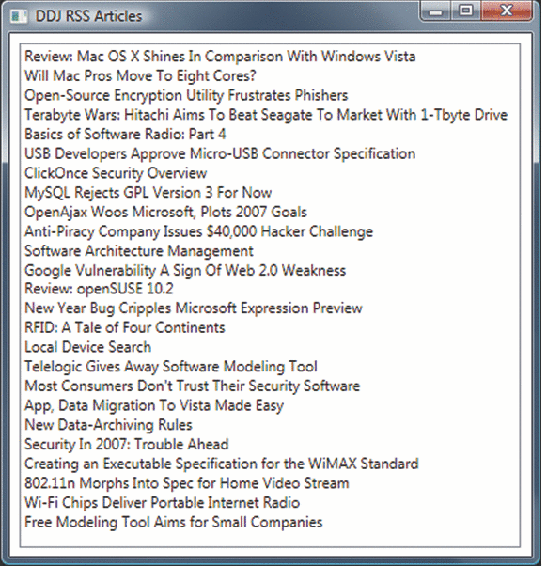 DDJ RSS Articles
Review: Mac OS X Shines In Comparison With Windows Vista
Will Mac Pros Move To Eight Cores?
Open-Source Encryption Utility Frustrates Phishers
Terabyte Wars: Hitachi Aims To Beat Seagate To Market With 1-Tbyte Drive
Basics of Software Radio: Part 4
USB Developers Approve Micro-USB Connector Specification
ClickOnce Security Overview
MySQL Rejects GPL Version 3 For Now
OpenAjax Woos Microsoft, Plots 2007 Goals
Anti-Piracy Company Issues $40,000 Hacker Challenge
Software Architecture Management
Google Vulnerability A Sign Of Web 2.0 Weakness
Review: openSUSE 10.2
New Year Bug Cripples Microsoft Expression Preview
RFID: A Tale of Four Continents
Local Device Search
Telelogic Gives Away Software Modeling Tool
Most Consumers Don't Trust Their Security Software
App, Data Migration To Vista Made Easy
New Data-Archiving Rules
Security In 2007: Trouble Ahead
Creating an Executable Specification for the WiMAX Standard
802.11n Morphs Into Spec for Home Video Stream
Wi-Fi Chips Deliver Portable Internet Radio
Free Modeling Tool Aims for Small Companies